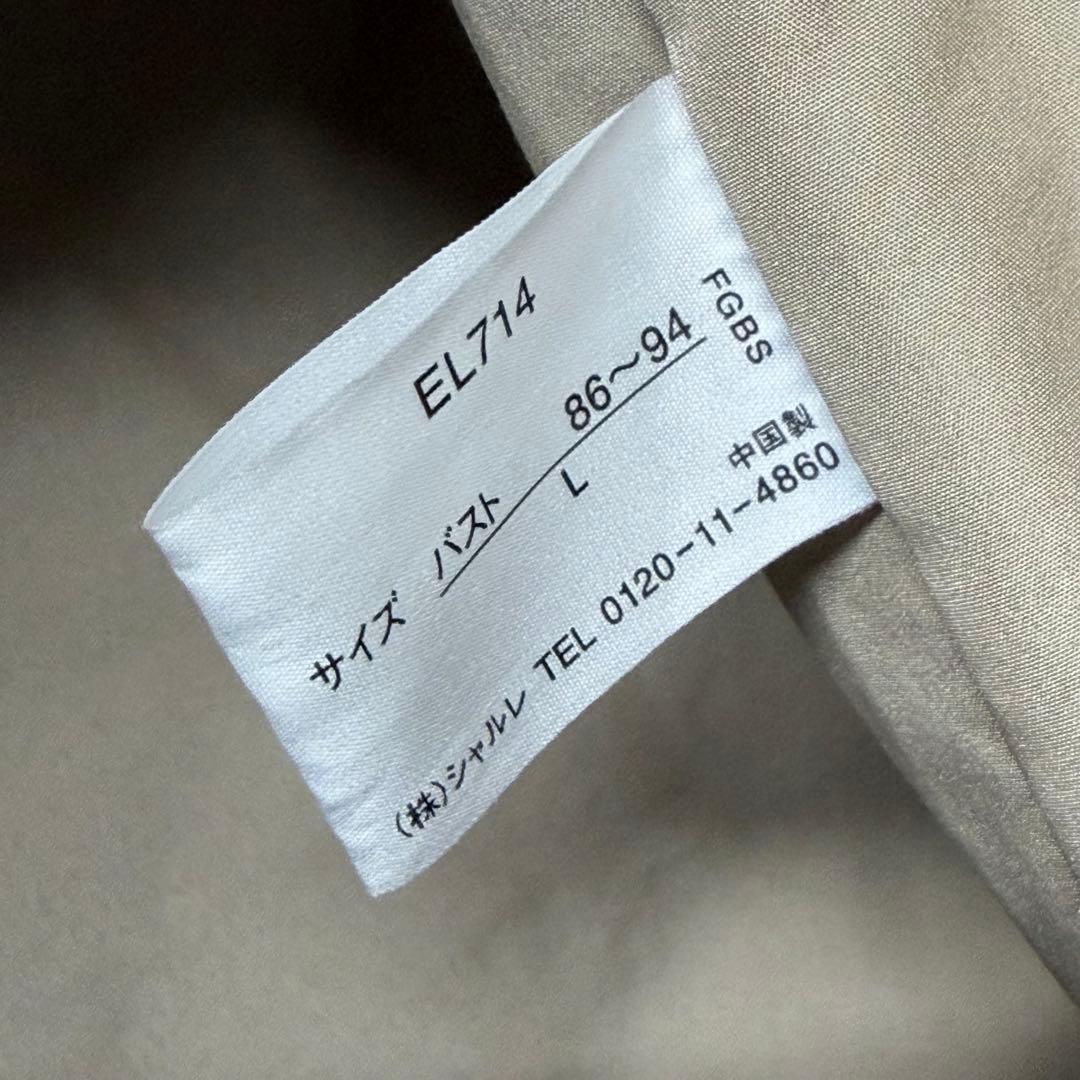 EL714
サイズ バスト 86～94
L
FGBS
中国製
(株)シャルレ TEL 0120-11-4860